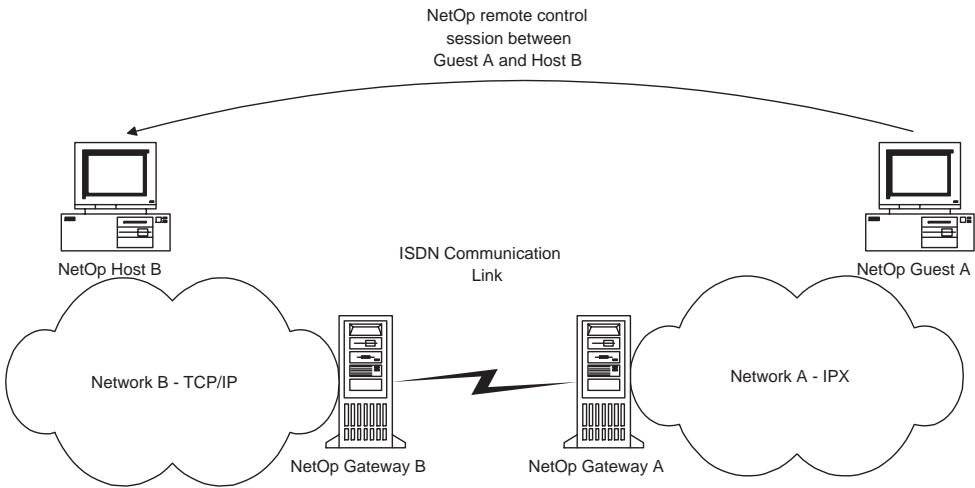 NetOp remote control
session between
Guest A and Host B
NetOp Host B
NetOp Guest A
ISDN Communication
Link
Network B - TCP/IP
Network A - IPX
NetOp Gateway B
NetOp Gateway A